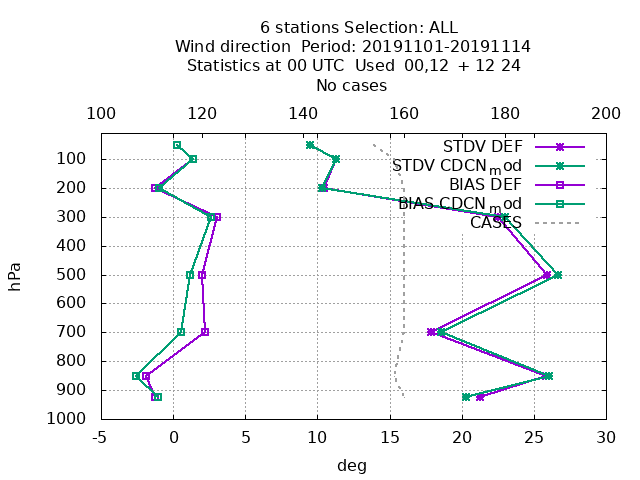 6 stations Selection: ALL
Wind direction  Period: 20191101-20191114
Statistics at 00 UTC  Used  00,12  + 12 24
No cases
100 120 140 160 180 200
STDV DEF
STDV CDCNmod
BIAS DEF
BIAS CDCNmod
CASES
100
200
300
400
500
600
700
800
900
1000
hPa
-5 0 5 10 15 20 25 30
deg